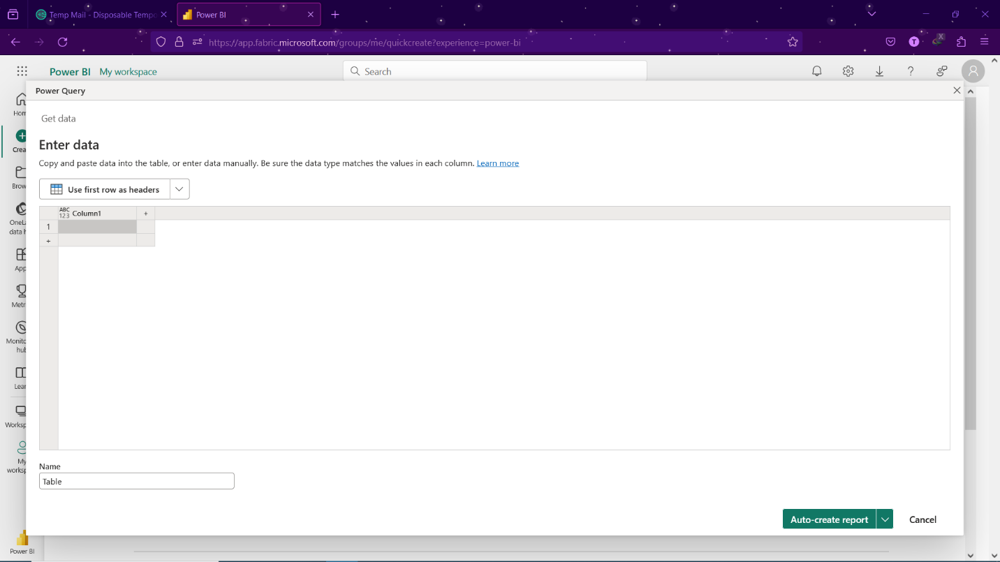 Temp Mail - Disposable Tempo
Power BI
https://app.fabric.microsoft.com/groups/me/quickcreate?experience=power-bi
T
X
Power BI My workspace
Search
Power Query
Get data
Enter data
Copy and paste data into the table, or enter data manually. Be sure the data type matches the values in each column. Learn more
Use first row as headers
ABC
123
Column1
+
1
+
Name
Table
Auto-create report
Cancel
Hom
Crea
Brow
OneL
data h
App
Metri
Monito
hub
Lear
Worksp
My
worksp
Power BI